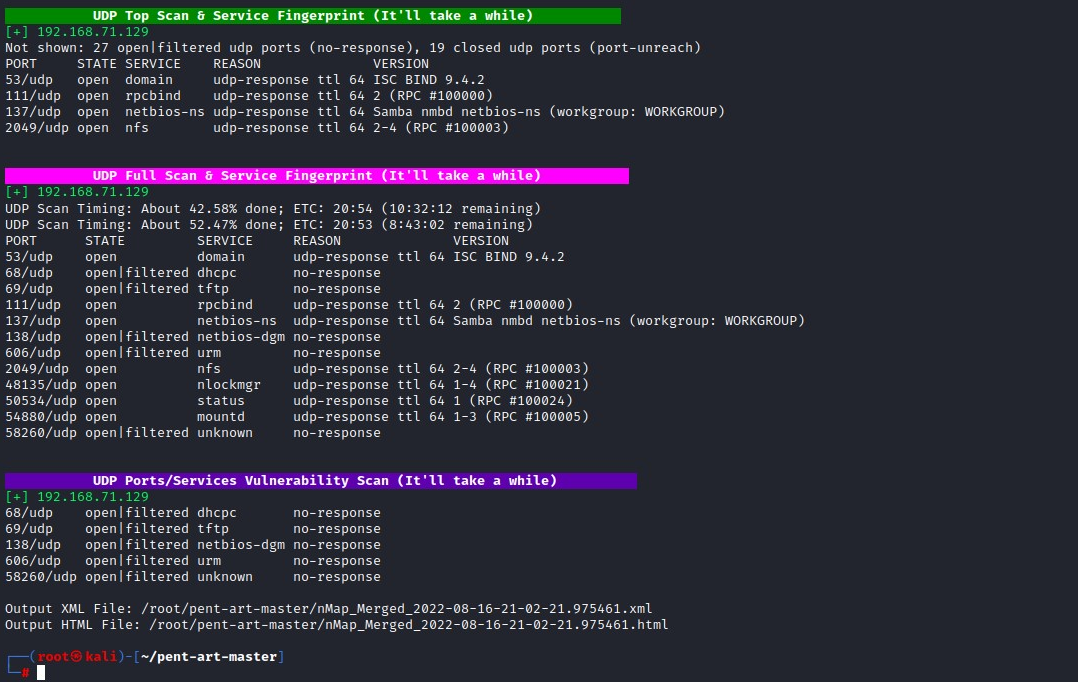 UDP Top Scan & Service Fingerprint (It'll take a while)
[+] 192.168.71.129
Not shown: 27 open|filtered udp ports (no-response), 19 closed udp ports (port-unreach)
PORT     STATE SERVICE    REASON              VERSION
53/udp   open  domain     udp-response ttl 64 ISC BIND 9.4.2
111/udp  open  rpcbind    udp-response ttl 64 2 (RPC #100000)
137/udp  open  netbios-ns udp-response ttl 64 Samba nmbd netbios-ns (workgroup: WORKGROUP)
2049/udp open  nfs        udp-response ttl 64 2-4 (RPC #100003)
UDP Full Scan & Service Fingerprint (It'll take a while)
[+] 192.168.71.129
UDP Scan Timing: About 42.58% done; ETC: 20:54 (10:32:12 remaining)
UDP Scan Timing: About 52.47% done; ETC: 20:53 (8:43:02 remaining)
PORT      STATE         SERVICE     REASON              VERSION
53/udp    open          domain      udp-response ttl 64 ISC BIND 9.4.2
68/udp    open|filtered dhcpc       no-response
69/udp    open|filtered tftp        no-response
111/udp   open          rpcbind     udp-response ttl 64 2 (RPC #100000)
137/udp   open          netbios-ns  udp-response ttl 64 Samba nmbd netbios-ns (workgroup: WORKGROUP)
138/udp   open|filtered netbios-dgm no-response
606/udp   open|filtered urm         no-response
2049/udp  open          nfs         udp-response ttl 64 2-4 (RPC #100003)
48135/udp open          nlockmgr    udp-response ttl 64 1-4 (RPC #100021)
50534/udp open          status      udp-response ttl 64 1 (RPC #100024)
54880/udp open          mountd      udp-response ttl 64 1-3 (RPC #100005)
58260/udp open|filtered unknown     no-response
UDP Ports/Services Vulnerability Scan (It'll take a while)
[+] 192.168.71.129
68/udp    open|filtered dhcpc       no-response
69/udp    open|filtered tftp        no-response
138/udp   open|filtered netbios-dgm no-response
606/udp   open|filtered urm         no-response
58260/udp open|filtered unknown     no-response
Output XML File: /root/pent-art-master/nMap_Merged_2022-08-16-21-02-21.975461.xml
Output HTML File: /root/pent-art-master/nMap_Merged_2022-08-16-21-02-21.975461.html
┌──(root㉿kali)-[~/pent-art-master]
└─#